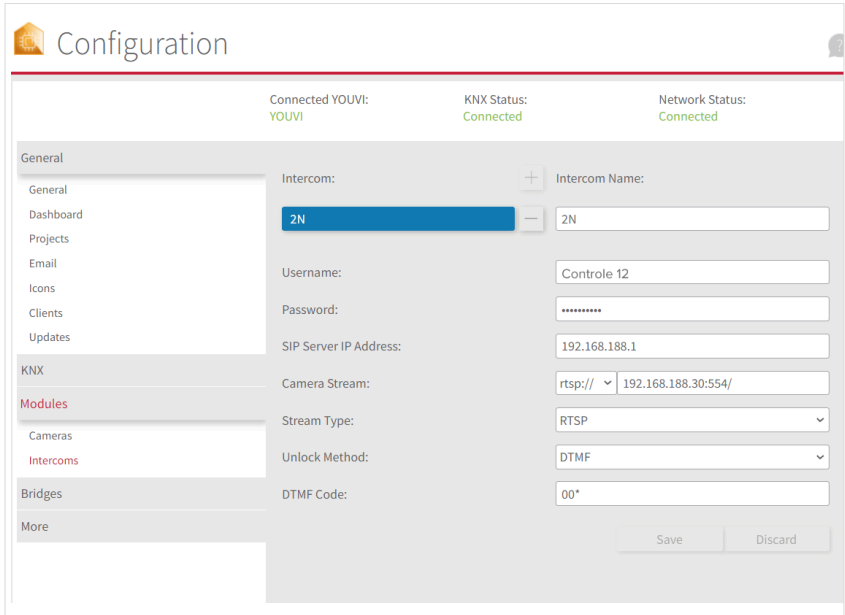 Configuration
?
Connected YOUVI:
YOUVI
KNX Status:
Connected
Network Status:
Connected
General
General
Dashboard
Projects
Email
Icons
Clients
Updates
KNX
Modules
Cameras
Intercoms
Bridges
More
Intercom:
+
Intercom Name:
2N
—
2N
Username:
Controle 12
Password:
••••••••••
SIP Server IP Address:
192.168.188.1
Camera Stream:
rtsp:// 192.168.188.30:554/
Stream Type:
RTSP
Unlock Method:
DTMF
DTMF Code:
00*
Save
Discard